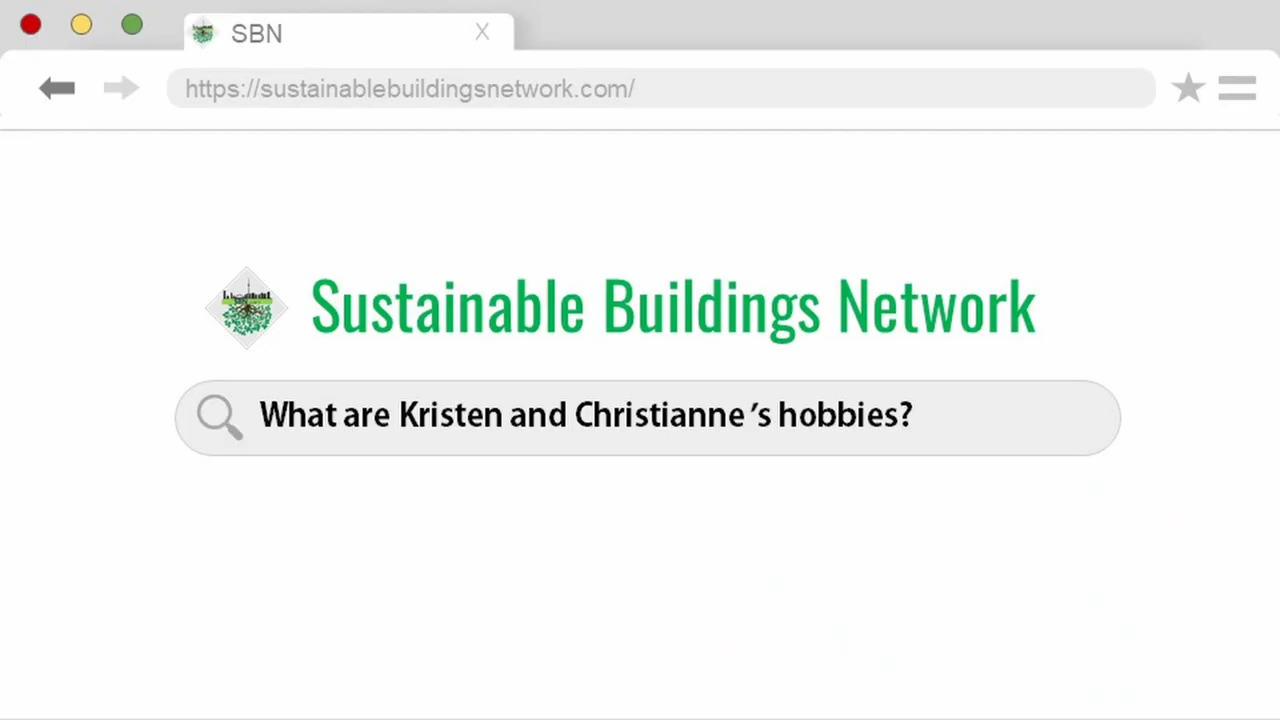 SBN
X
https://sustainablebuildingsnetwork.com/
Sustainable Buildings Network
What are Kristen and Christianne 's hobbies?